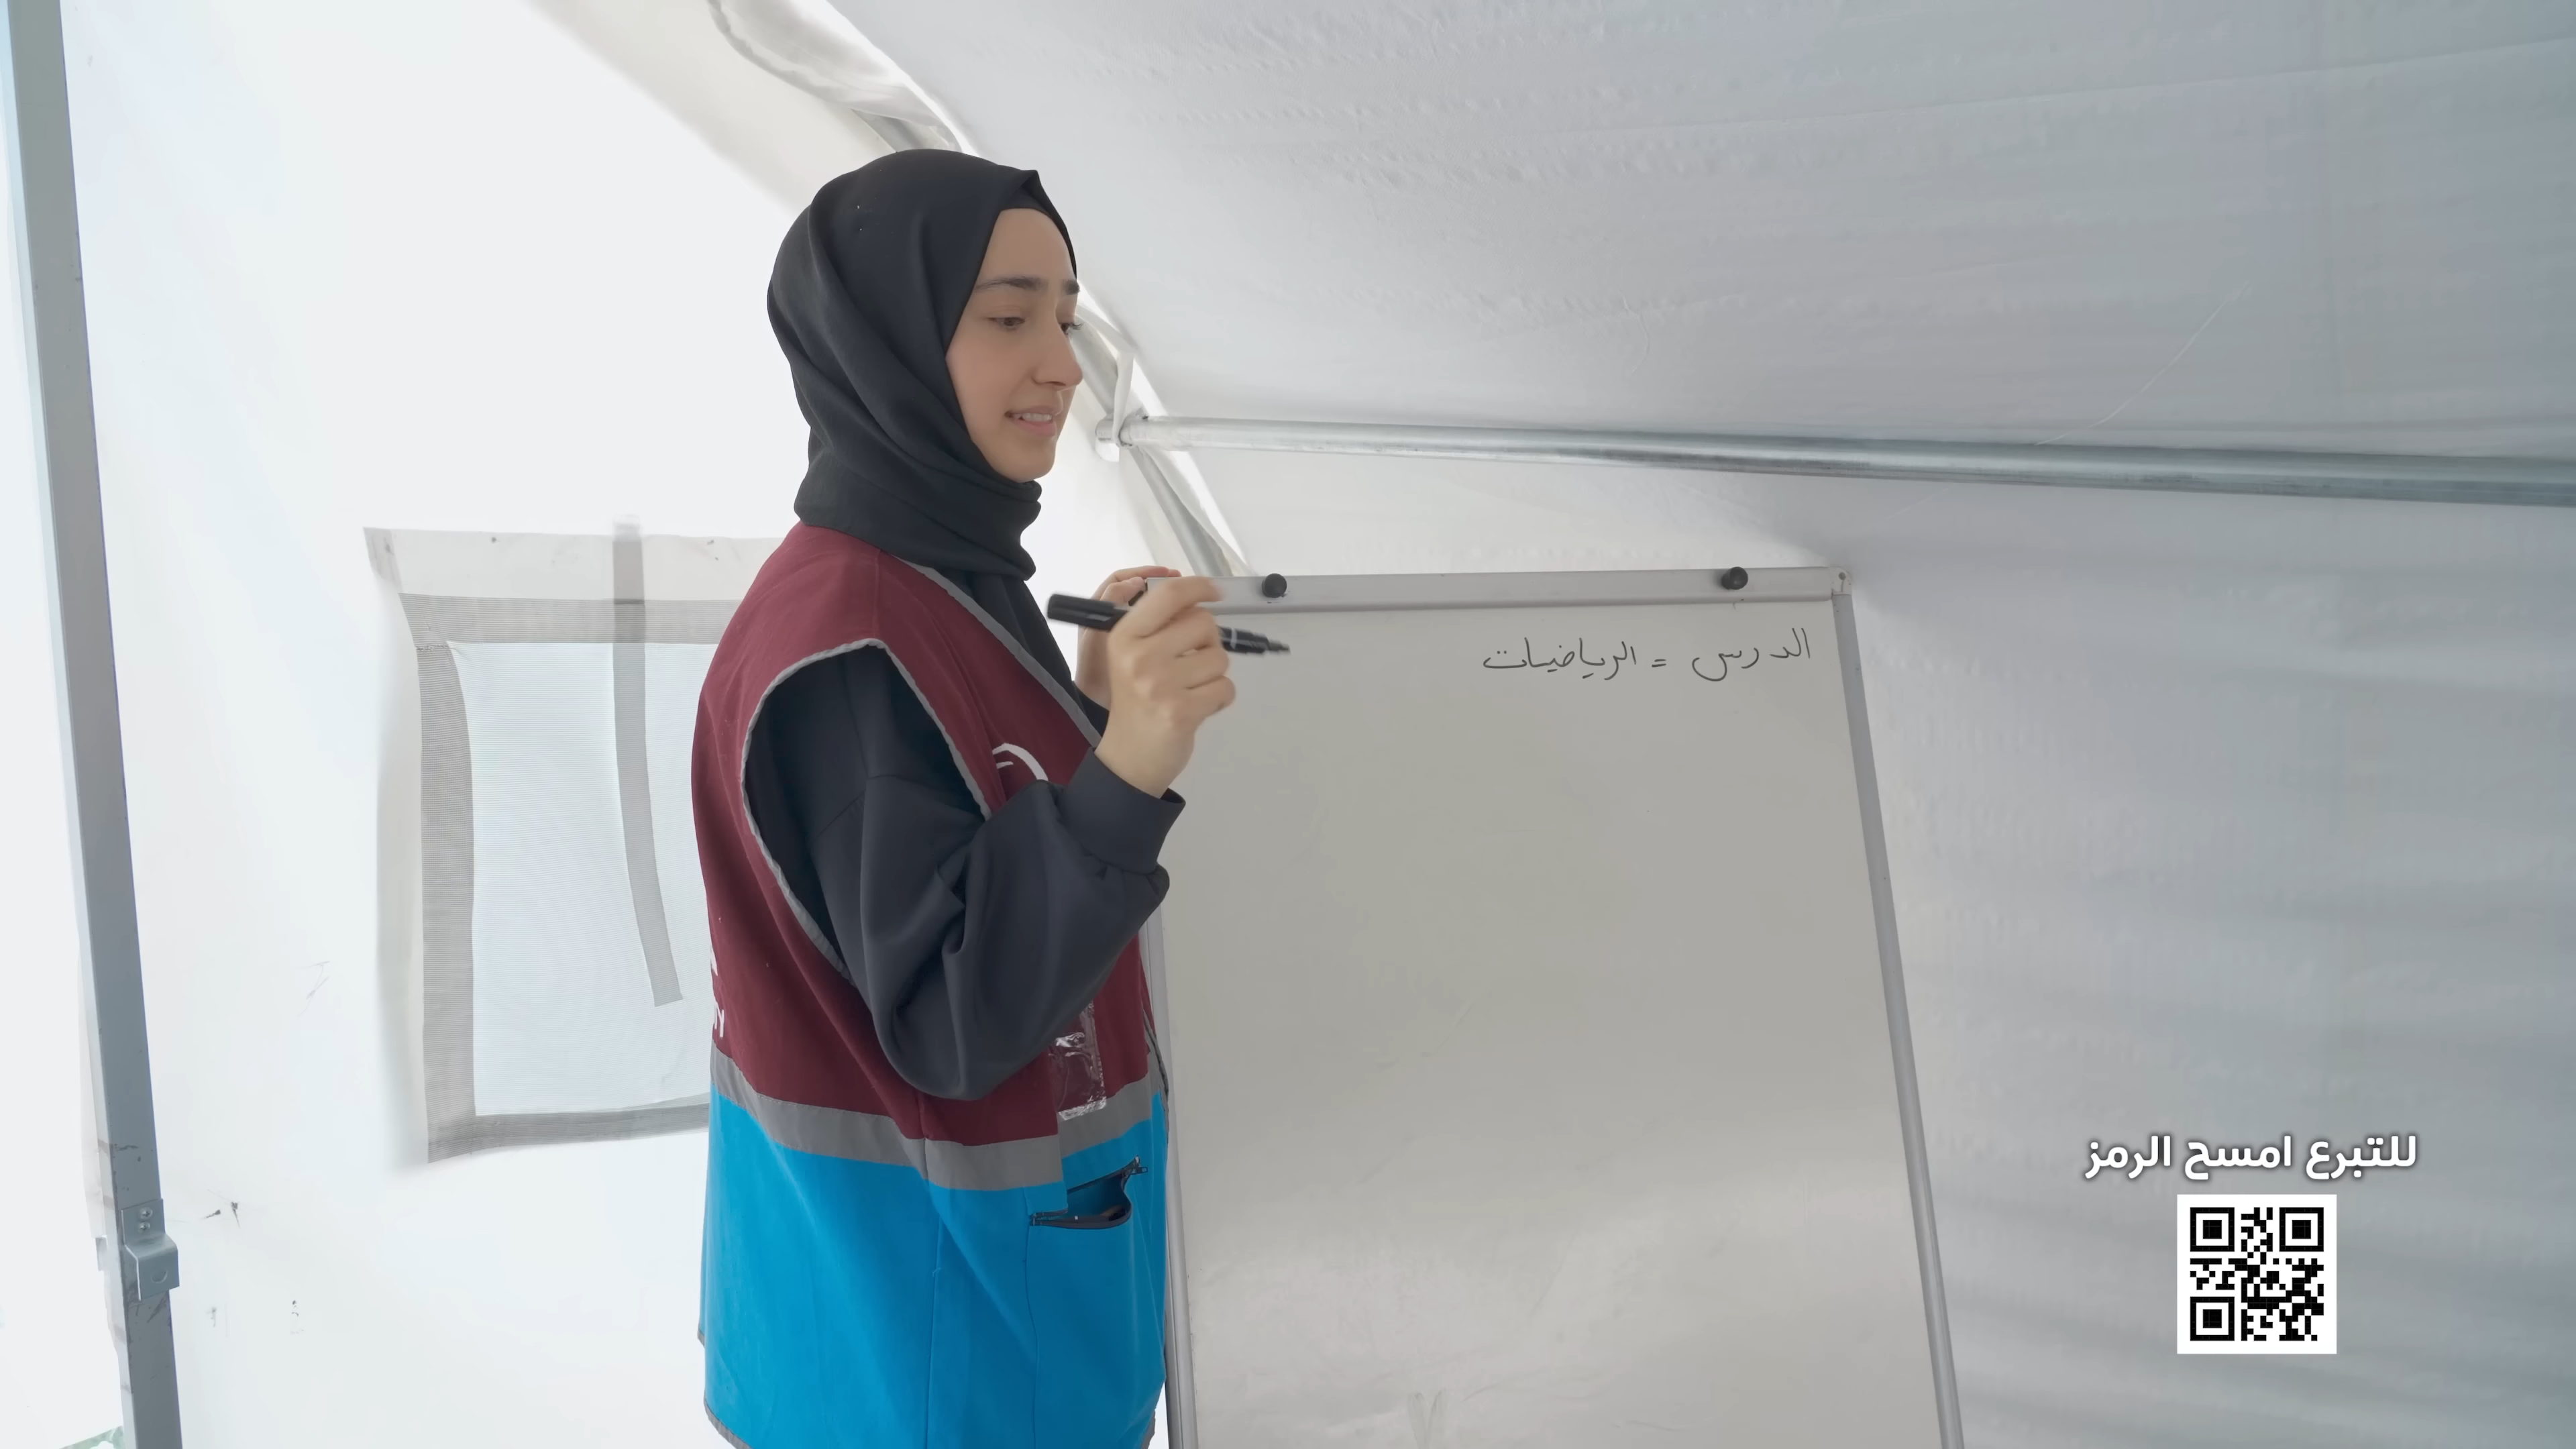 الدرس = الرياضيات
للتبرع امسح الرمز